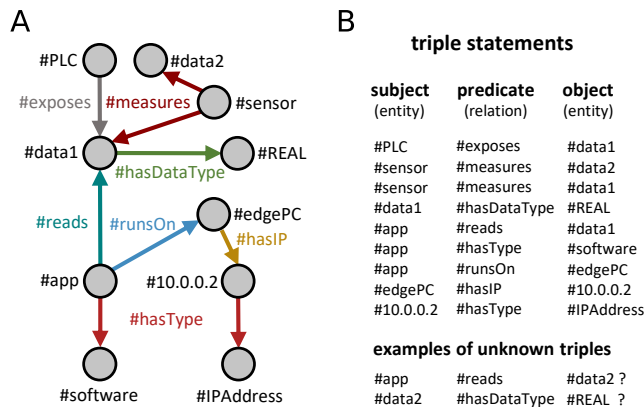 A
#PLC
#data2
#exposes
#measures
#sensor
#data1
#REAL
#hasDataType
#reads
#runsOn
#edgePC
#hasIP
#app
#10.0.0.2
#hasType
#software
#IPAddress
B
triple statements
subject predicate object
(entity) (relation) (entity)
#PLC #exposes #data1
#sensor #measures #data2
#sensor #measures #data1
#data1 #hasDataType #REAL
#app #reads #data1
#app #hasType #software
#app #runsOn #edgePC
#edgePC #hasIP #10.0.0.2
#10.0.0.2 #hasType #IPAddress
examples of unknown triples
#app #reads #data2 ?
#data2 #hasDataType #REAL ?